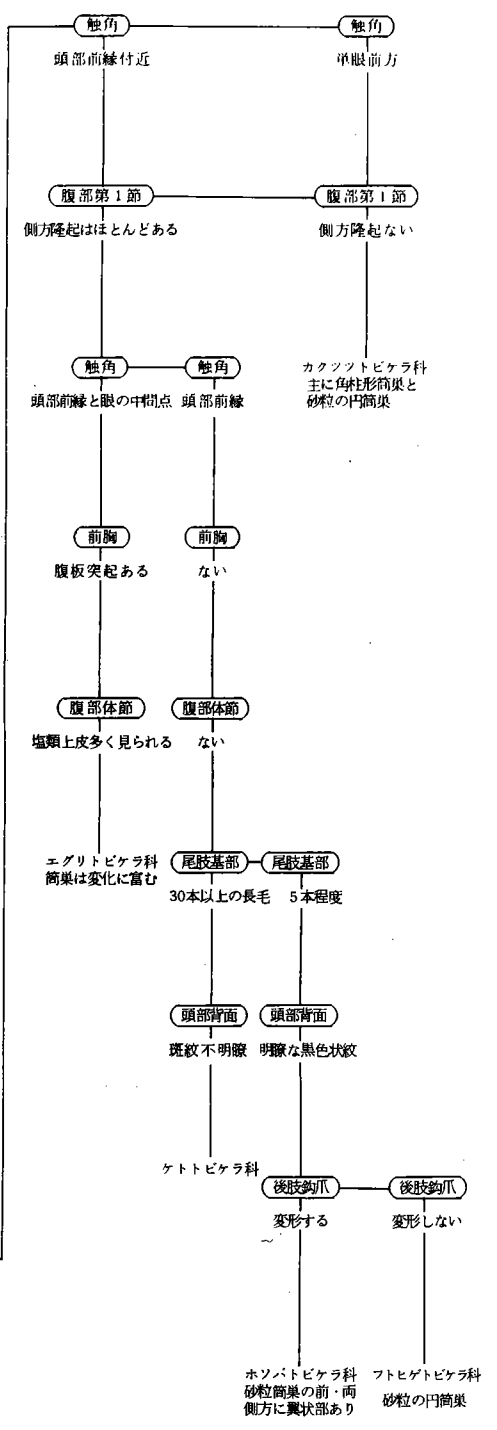 触角
触角
頭部前縁付近
単眼前方
腹部第1節
腹部第1節
側方隆起はほとんどある
側方隆起ない
触角
触角
頭部前縁と眼の中間点
頭部前縁
カクツツトビケラ科
主に角柱形筒巣と
砂粒の円筒巣
前胸
前胸
腹板突起ある
ない
腹部体節
腹部体節
塩類上皮多く見られる
ない
エグリトビケラ科
筒巣は変化に富む
尾肢基部
尾肢基部
30本以上の長毛
5本程度
頭部背面
頭部背面
斑紋不明瞭
明瞭な黒色状紋
ケトトビケラ科
後肢鈎爪
後肢鈎爪
変形する
変形しない
ホソバトビケラ科
砂粒筒巣の前・両
側方に翼状部あり
フトヒゲトビケラ科
砂粒の円筒巣